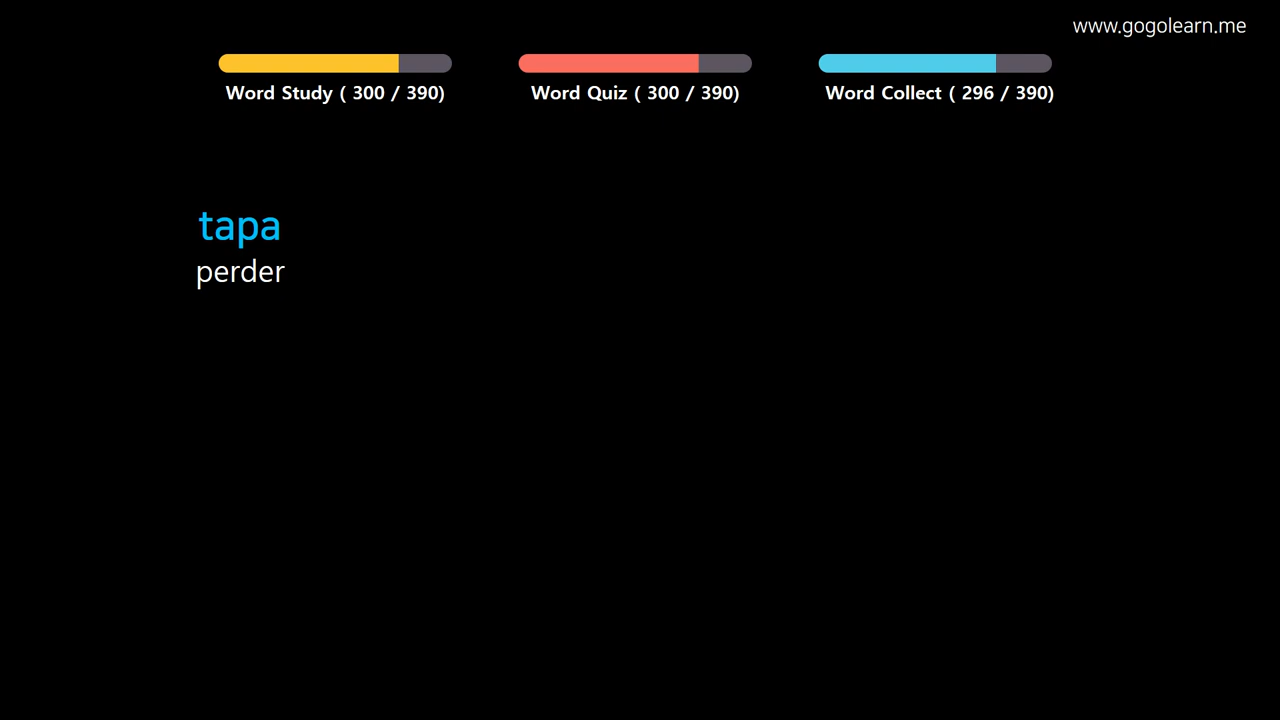 www.gogolearn.me
Word Study ( 300 / 390)
Word Quiz ( 300 / 390)
Word Collect ( 296 / 390)
tapa
perder